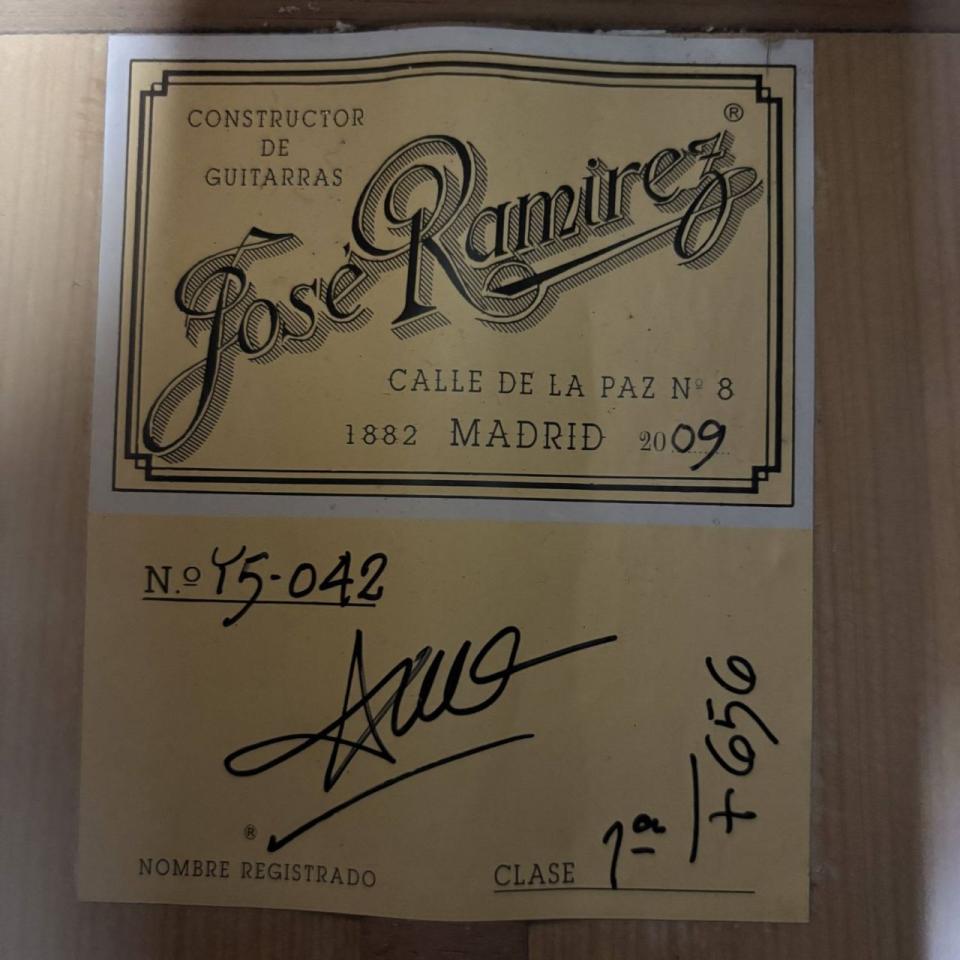 CONSTRUCTOR
DE
GUITARRAS
®
José Ramirez
CALLE DE LA PAZ Nº 8
1882 MADRID 2009
N.º Y5-042
®
NOMBRE REGISTRADO
CLASE 1ª / + 656